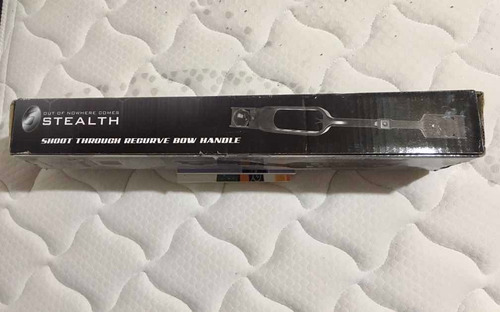 OUT OF NOWHERE COMES
STEALTH
SHOOT THROUGH RECURVE BOW HANDLE